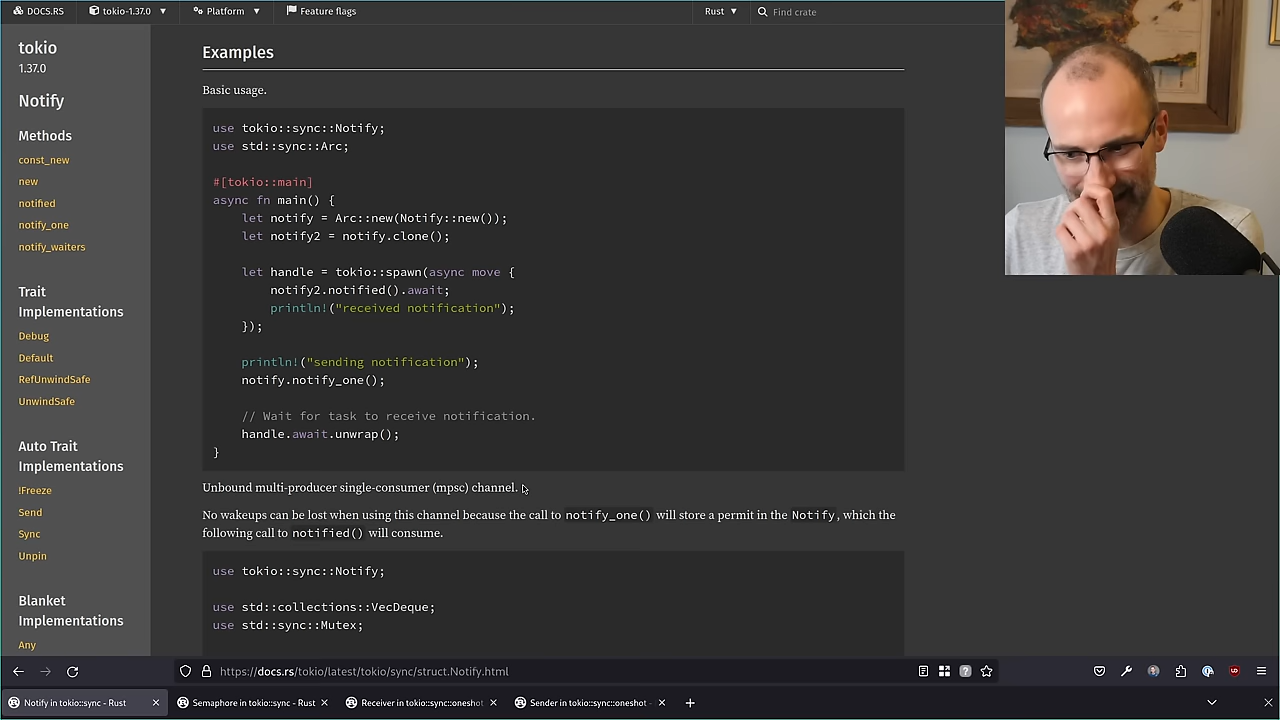 DOCS.RS
tokio-1.37.0
Platform
Feature flags
Rust
Find crate
tokio
1.37.0
Notify
Methods
const_new
new
notified
notify_one
notify_waiters
Trait
Implementations
Debug
Default
RefUnwindSafe
UnwindSafe
Auto Trait
Implementations
!Freeze
Send
Sync
Unpin
Blanket
Implementations
Any
Examples
Basic usage.
use tokio::sync::Notify;
use std::sync::Arc;
#[tokio::main]
async fn main() {
    let notify = Arc::new(Notify::new());
    let notify2 = notify.clone();
    let handle = tokio::spawn(async move {
        notify2.notified().await;
        println!("received notification");
    });
    println!("sending notification");
    notify.notify_one();
    // Wait for task to receive notification.
    handle.await.unwrap();
}
Unbound multi-producer single-consumer (mpsc) channel.
No wakeups can be lost when using this channel because the call to notify_one() will store a permit in the Notify, which the
following call to notified() will consume.
use tokio::sync::Notify;
use std::collections::VecDeque;
use std::sync::Mutex;
https://docs.rs/tokio/latest/tokio/sync/struct.Notify.html
Notify in tokio::sync - Rust
Semaphore in tokio::sync - Rust
Receiver in tokio::sync::oneshot
Sender in tokio::sync::oneshot -